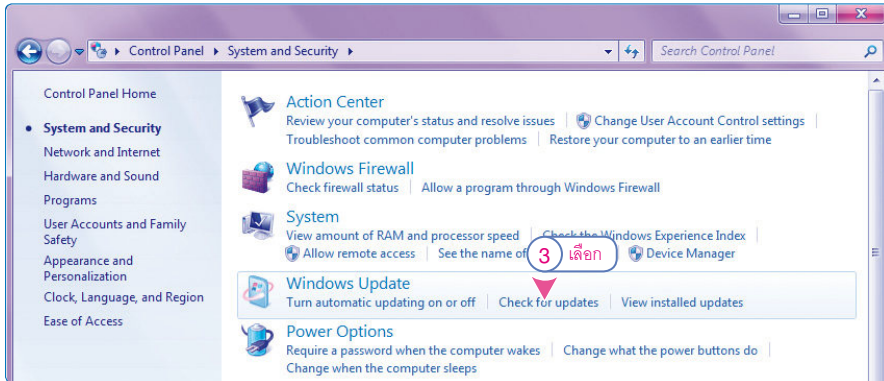 Control Panel System and Security
Search Control Panel
Control Panel Home
System and Security
Network and Internet
Hardware and Sound
Programs
User Accounts and Family
Safety
Appearance and
Personalization
Clock, Language, and Region
Ease of Access
Action Center
Review your computer's status and resolve issues Change User Account Control settings
Troubleshoot common computer problems Restore your computer to an earlier time
Windows Firewall
Check firewall status Allow a program through Windows Firewall
System
View amount of RAM and processor speed Check the Windows Experience Index
Allow remote access See the name of Device Manager
3 เลือก
Windows Update
Turn automatic updating on or off Check for updates View installed updates
Power Options
Require a password when the computer wakes Change what the power buttons do
Change when the computer sleeps